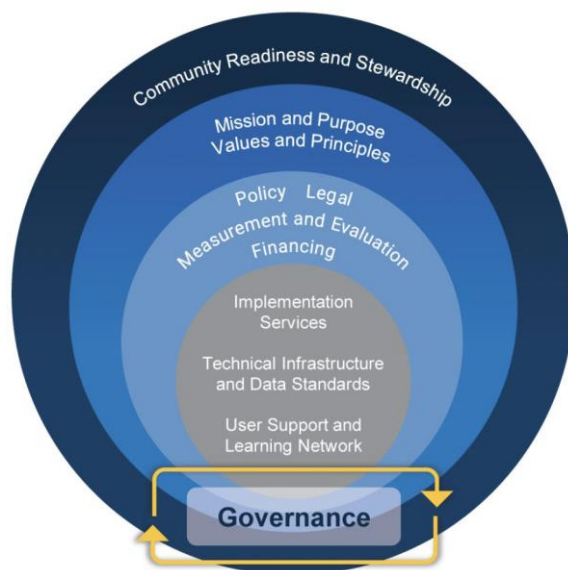 Community Readiness and Stewardship
Mission and Purpose
Values and Principles
Policy Legal
Measurement and Evaluation
Financing
Implementation
Services
Technical Infrastructure
and Data Standards
User Support and
Learning Network
Governance